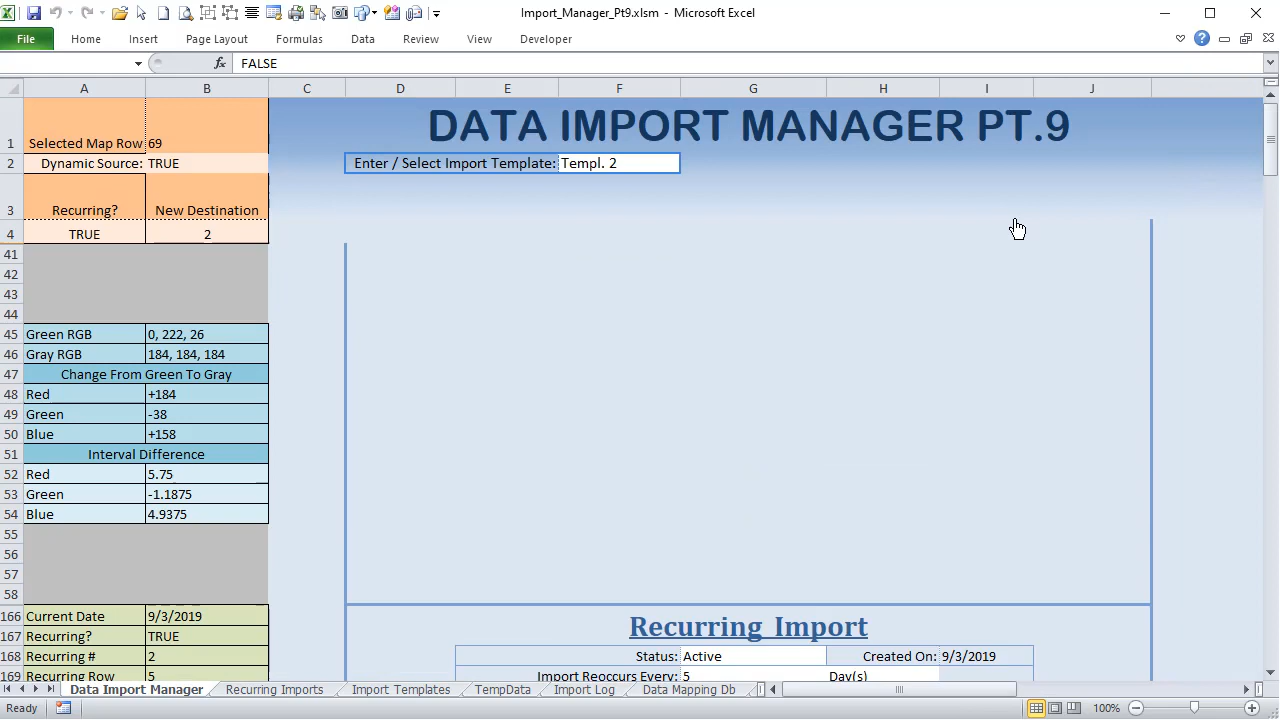 Import_Manager_Pt9.xlsm - Microsoft Excel
File Home Insert Page Layout Formulas Data Review View Developer
fx FALSE
A B C D E F G H I J
DATA IMPORT MANAGER PT.9
1 Selected Map Row 69
2 Dynamic Source: TRUE Enter / Select Import Template: Templ. 2
3 Recurring? New Destination
4 TRUE 2
41
42
43
44
45 Green RGB 0, 222, 26
46 Gray RGB 184, 184, 184
47 Change From Green To Gray
48 Red +184
49 Green -38
50 Blue +158
51 Interval Difference
52 Red 5.75
53 Green -1.1875
54 Blue 4.9375
55
56
57
58
166 Current Date 9/3/2019 Recurring Import
167 Recurring? TRUE
168 Recurring # 2 Status: Active Created On: 9/3/2019
169 Recurring Row 5 Import Reoccurs Every: 5 Day(s)
Data Import Manager Recurring Imports Import Templates TempData Import Log Data Mapping Db
Ready 100%